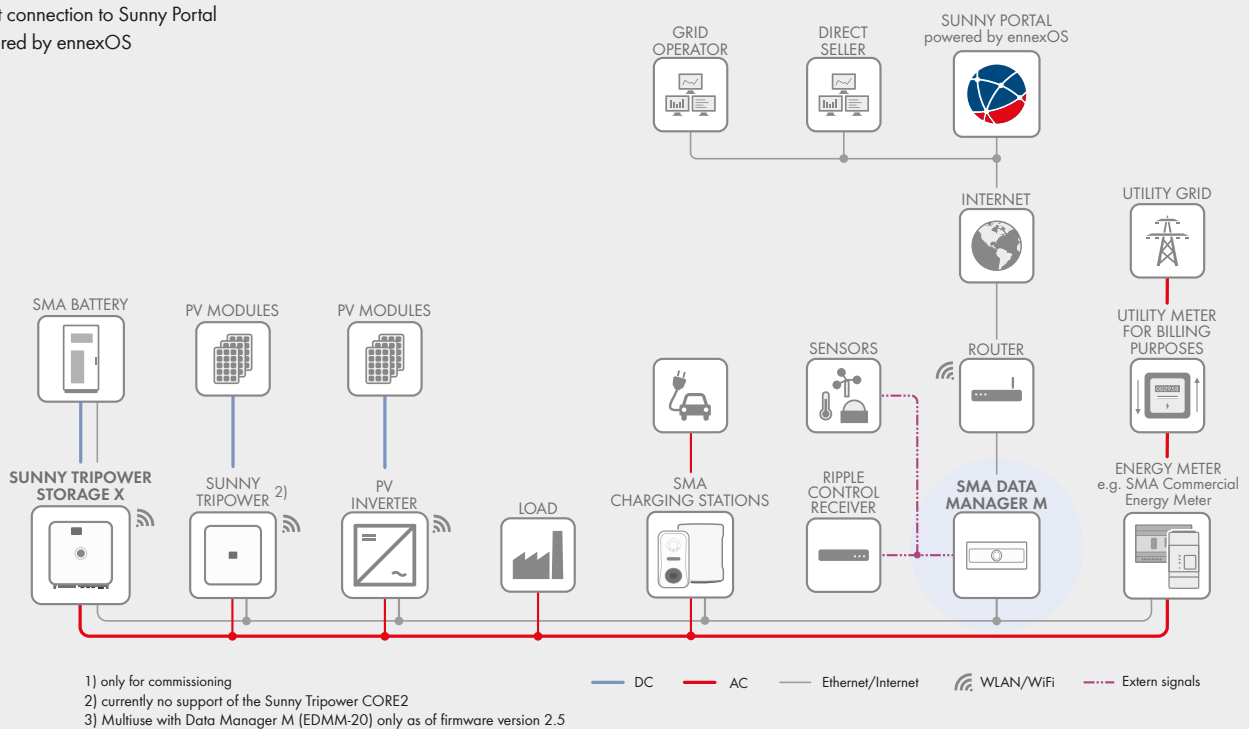 t connection to Sunny Portal
red by ennexOS
SUNNY PORTAL
powered by ennexOS
GRID
OPERATOR
DIRECT
SELLER
INTERNET
UTILITY GRID
SMA BATTERY
PV MODULES
PV MODULES
SENSORS
ROUTER
UTILITY METER
FOR BILLING
PURPOSES
002958
SUNNY TRIPOWER
STORAGE X
SUNNY
TRIPOWER 2)
PV
INVERTER
LOAD
SMA
CHARGING STATIONS
RIPPLE
CONTROL
RECEIVER
SMA DATA
MANAGER M
ENERGY METER
e.g. SMA Commercial
Energy Meter
1) only for commissioning
2) currently no support of the Sunny Tripower CORE2
3) Multiuse with Data Manager M (EDMM-20) only as of firmware version 2.5
DC
AC
Ethernet/Internet
WLAN/WiFi
Extern signals